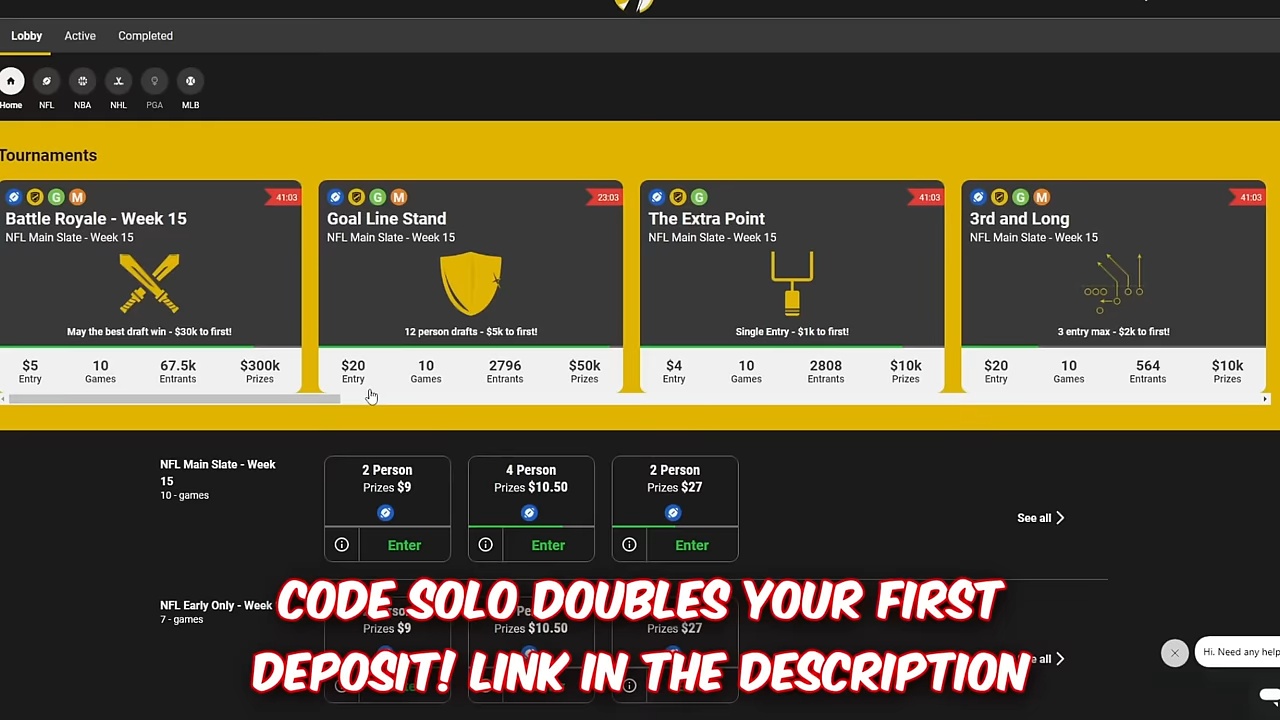 Lobby Active Completed
Home NFL NBA NHL PGA MLB
Tournaments
G M 41:03
Battle Royale - Week 15
NFL Main Slate - Week 15
May the best draft win - $30k to first!
$5 10 67.5k $300k
Entry Games Entrants Prizes
G M 23:03
Goal Line Stand
NFL Main Slate - Week 15
12 person drafts - $5k to first!
$20 10 2796 $50k
Entry Games Entrants Prizes
G 41:03
The Extra Point
NFL Main Slate - Week 15
Single Entry - $1k to first!
$4 10 2808 $10k
Entry Games Entrants Prizes
G M 41:03
3rd and Long
NFL Main Slate - Week 15
3 entry max - $2k to first!
$20 10 564 $10k
Entry Games Entrants Prizes
NFL Main Slate - Week
15
10 - games
2 Person
Prizes $9
Enter
4 Person
Prizes $10.50
Enter
2 Person
Prizes $27
Enter
See all
NFL Early Only - Week
7 - games
Prizes $9
Prizes $10.50
Prizes $27
all
CODE SOLO DOUBLES YOUR FIRST
DEPOSIT! LINK IN THE DESCRIPTION
Hi. Need any help